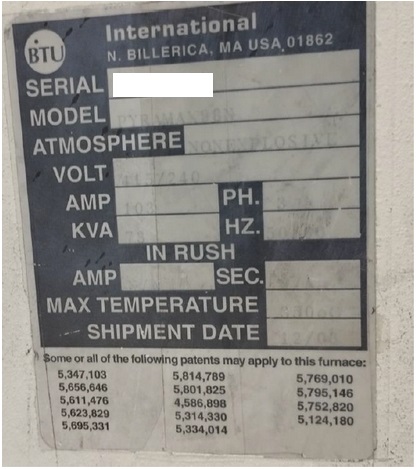 BTU
International
N. BILLERICA, MA USA, 01862
SERIAL
MODEL
ATMOSPHERE NONEXPLOSIVE
VOLT
AMP PH.
KVA HZ.
IN RUSH
AMP SEC.
MAX TEMPERATURE
SHIPMENT DATE
Some or all of the following patents may apply to this furnace:
5,347,103 5,814,789 5,769,010
5,656,646 5,801,825 5,795,146
5,611,476 4,586,898 5,752,820
5,623,829 5,314,330 5,124,180
5,695,331 5,334,014